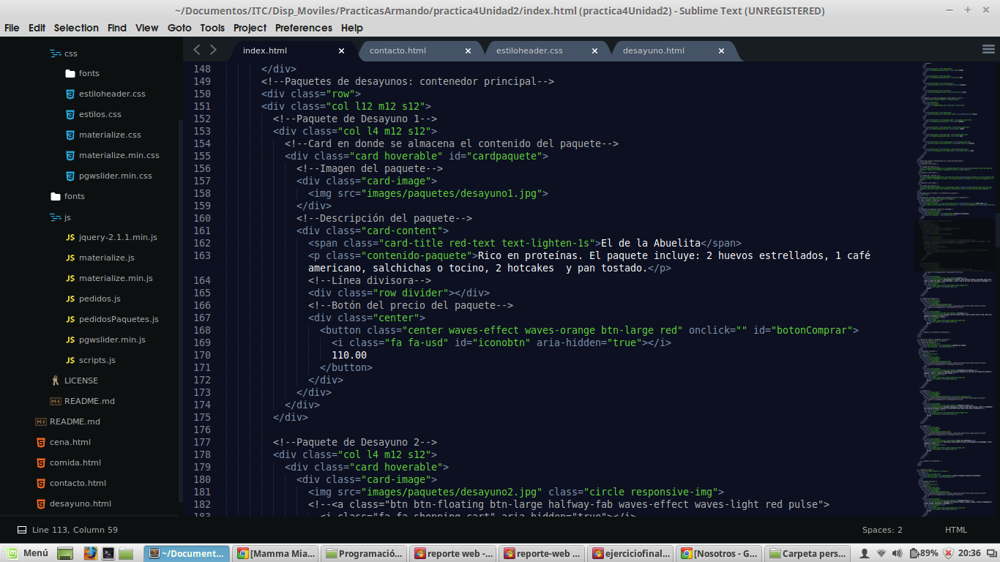 ~/Documentos/ITC/Disp_Moviles/PracticasArmando/practica4Unidad2/index.html (practica4Unidad2) - Sublime Text (UNREGISTERED)
File Edit Selection Find View Goto Tools Project Preferences Help
css
fonts
estiloheader.css
estilos.css
materialize.css
materialize.min.css
pgwslider.min.css
fonts
js
jquery-2.1.1.min.js
materialize.js
materialize.min.js
pedidos.js
pedidosPaquetes.js
pgwslider.min.js
scripts.js
LICENSE
README.md
README.md
cena.html
comida.html
contacto.html
desayuno.html
index.html contacto.html estiloheader.css desayuno.html
148 </div>
149 <!--Paquetes de desayunos: contenedor principal-->
150 <div class="row">
151 <div class="col l12 m12 s12">
152 <!--Paquete de Desayuno 1-->
153 <div class="col l4 m12 s12">
154 <!--Card en donde se almacena el contenido del paquete-->
155 <div class="card hoverable" id="cardpaquete">
156 <!--Imagen del paquete-->
157 <div class="card-image">
158 <img src="images/paquetes/desayuno1.jpg">
159 </div>
160 <!--Descripción del paquete-->
161 <div class="card-content">
162 <span class="card-title red-text text-lighten-1s">El de la Abuelita</span>
163 <p class="contenido-paquete">Rico en proteínas. El paquete incluye: 2 huevos estrellados, 1 café
americano, salchichas o tocino, 2 hotcakes  y pan tostado.</p>
164 <!--Línea divisora-->
165 <div class="row divider"></div>
166 <!--Botón del precio del paquete-->
167 <div class="center">
168 <button class="center waves-effect waves-orange btn-large red" onclick="" id="botonComprar">
169 <i class="fa fa-usd" id="iconobtn" aria-hidden="true"></i>
170 110.00
171 </button>
172 </div>
173 </div>
174 </div>
175 </div>
176
177 <!--Paquete de Desayuno 2-->
178 <div class="col l4 m12 s12">
179 <div class="card hoverable">
180 <div class="card-image">
181 <img src="images/paquetes/desayuno2.jpg" class="circle responsive-img">
182 <!--<a class="btn btn-floating btn-large halfway-fab waves-effect waves-light red pulse">
183 <i class="fa fa-shopping-cart" aria-hidden="true"></i>
Line 113, Column 59 Spaces: 2 HTML
Menú ~/Document... [Mamma Mia... Programació... reporte web -... reporte-web ... ejerciciofinal... [Nosotros - G... Carpeta pers... 89% 20:36